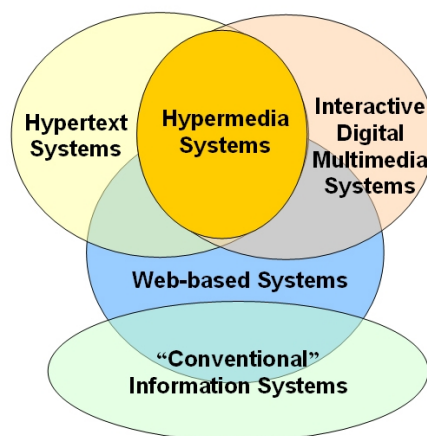 Hypertext
Systems
Hypermedia
Systems
Interactive
Digital
Multimedia
Systems
Web-based Systems
“Conventional”
Information Systems